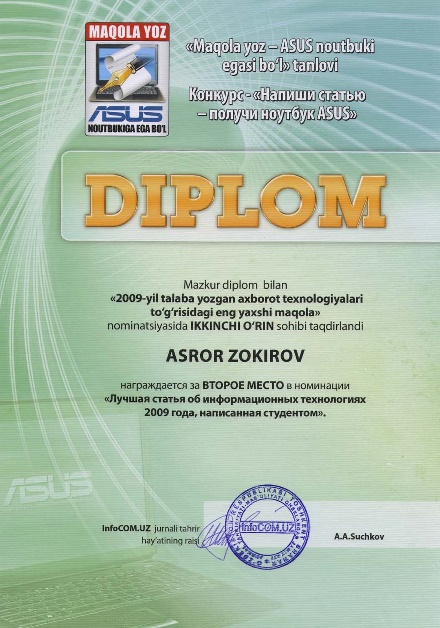 MAQOLA YOZ
ASUS
NOUTBUKIGA EGA BO'L
«Maqola yoz – ASUS noutbuki
egasi bo'l» tanlovi
Конкурс - «Напиши статью
– получи ноутбук ASUS»
DIPLOM
Mazkur diplom bilan
«2009-yil talaba yozgan axborot texnologiyalari
to'g'risidagi eng yaxshi maqola»
nominatsiyasida IKKINCHI O'RIN sohibi taqdirlandi
ASROR ZOKIROV
награждается за ВТОРОЕ МЕСТО в номинации
«Лучшая статья об информационных технологиях
2009 года, написанная студентом».
ASUS
InfoCOM.UZ jurnali tahrir
hay'atining raisi
InfoCOM.UZ
A.A.Suchkov